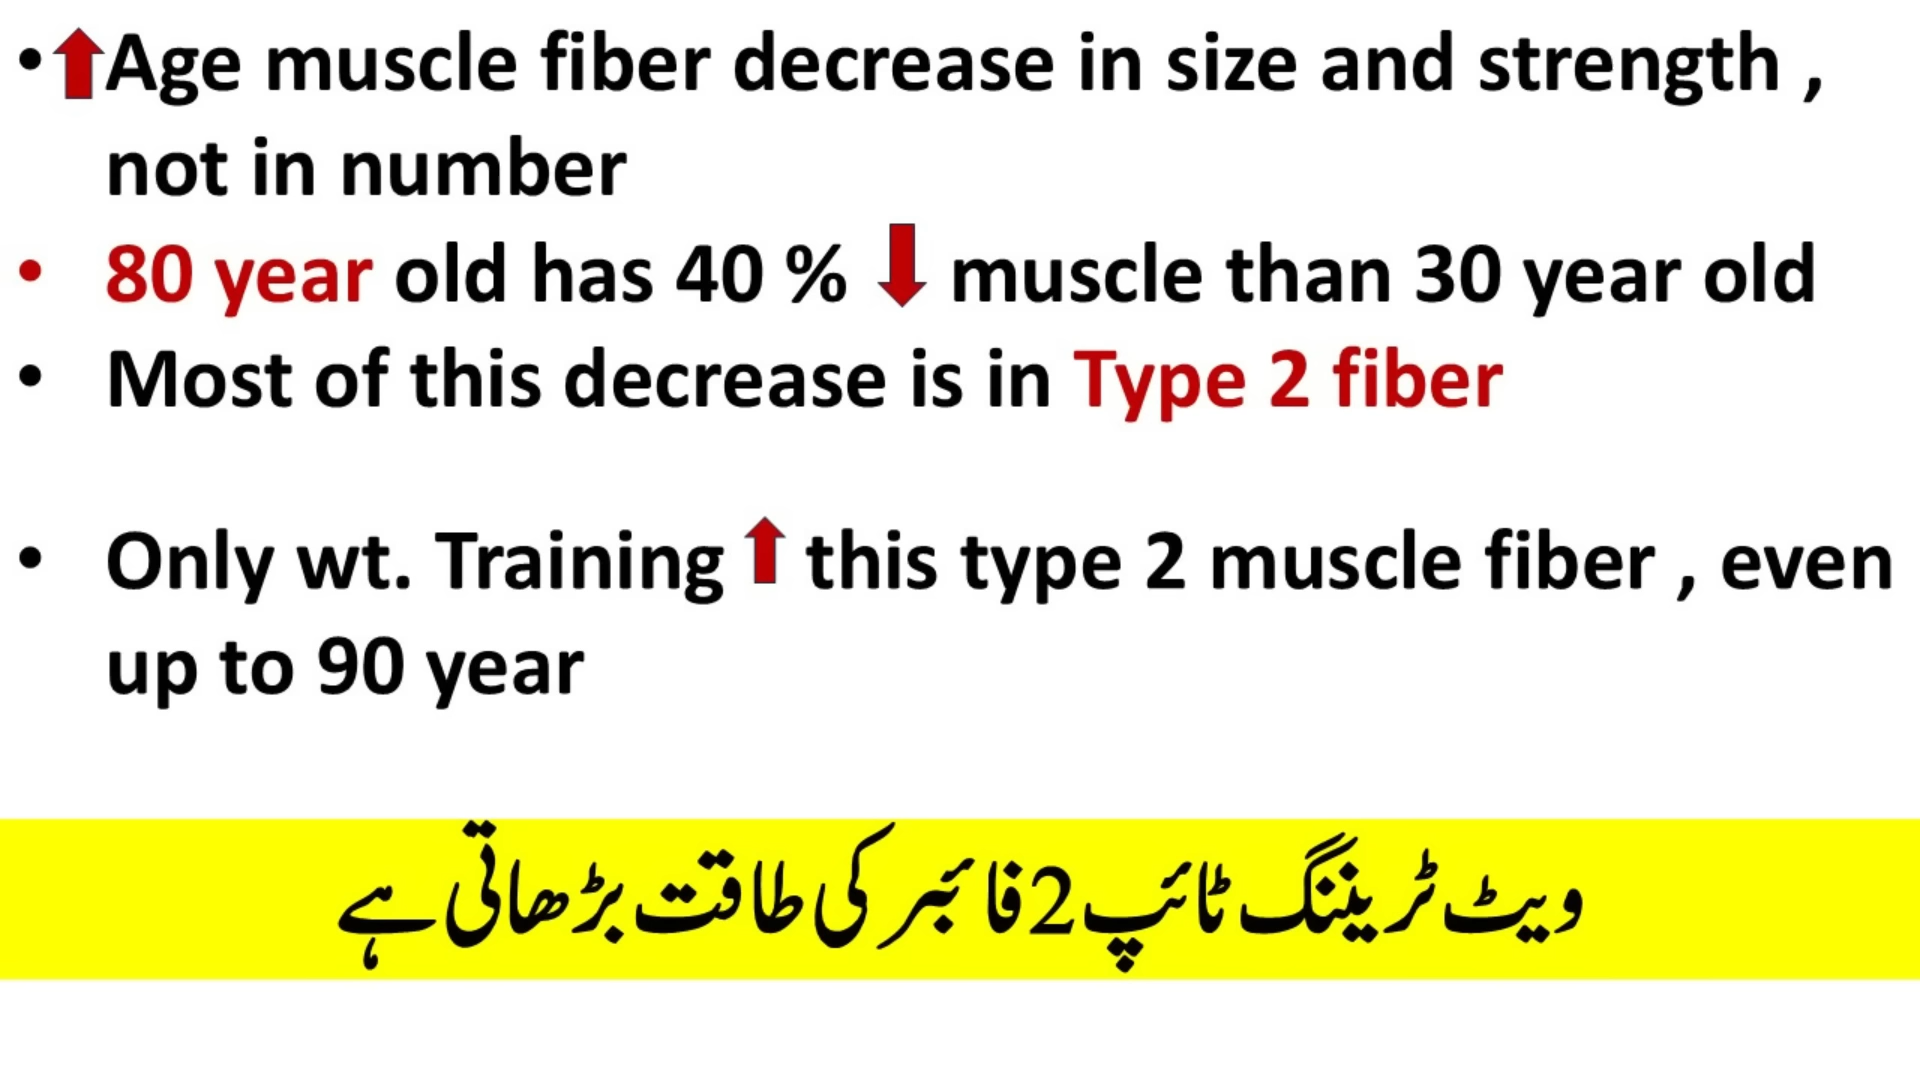 • Age muscle fiber decrease in size and strength ,
not in number
• 80 year old has 40 % muscle than 30 year old
• Most of this decrease is in Type 2 fiber
• Only wt. Training this type 2 muscle fiber , even
up to 90 year
ویٹ ٹریننگ ٹائپ 2 فائبر کی طاقت بڑھاتی ہے